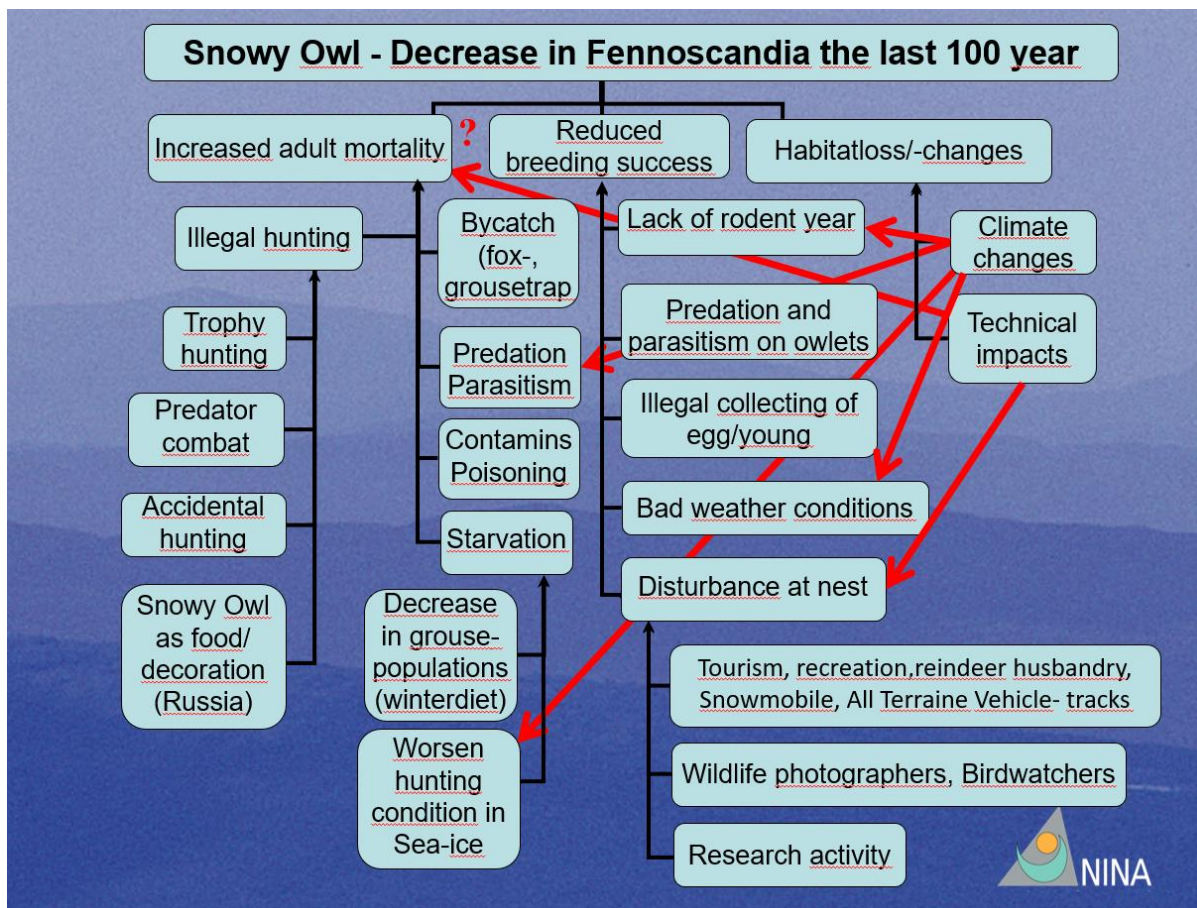 Snowy Owl - Decrease in Fennoscandia the last 100 year
Increased adult mortality
?
Reduced
breeding success
Habitatloss/-changes
Illegal hunting
Bycatch
(fox-,
grousetrap
Lack of rodent year
Climate
changes
Trophy
hunting
Predation
Parasitism
Predation and
parasitism on owlets
Technical
impacts
Predator
combat
Contamins
Poisoning
Illegal collecting of
egg/young
Accidental
hunting
Starvation
Bad weather conditions
Snowy Owl
as food/
decoration
(Russia)
Decrease
in grouse-
populations
(winterdiet)
Disturbance at nest
Worsen
hunting
condition in
Sea-ice
Tourism, recreation,reindeer husbandry,
Snowmobile, All Terraine Vehicle- tracks
Wildlife photographers, Birdwatchers
Research activity
NINA